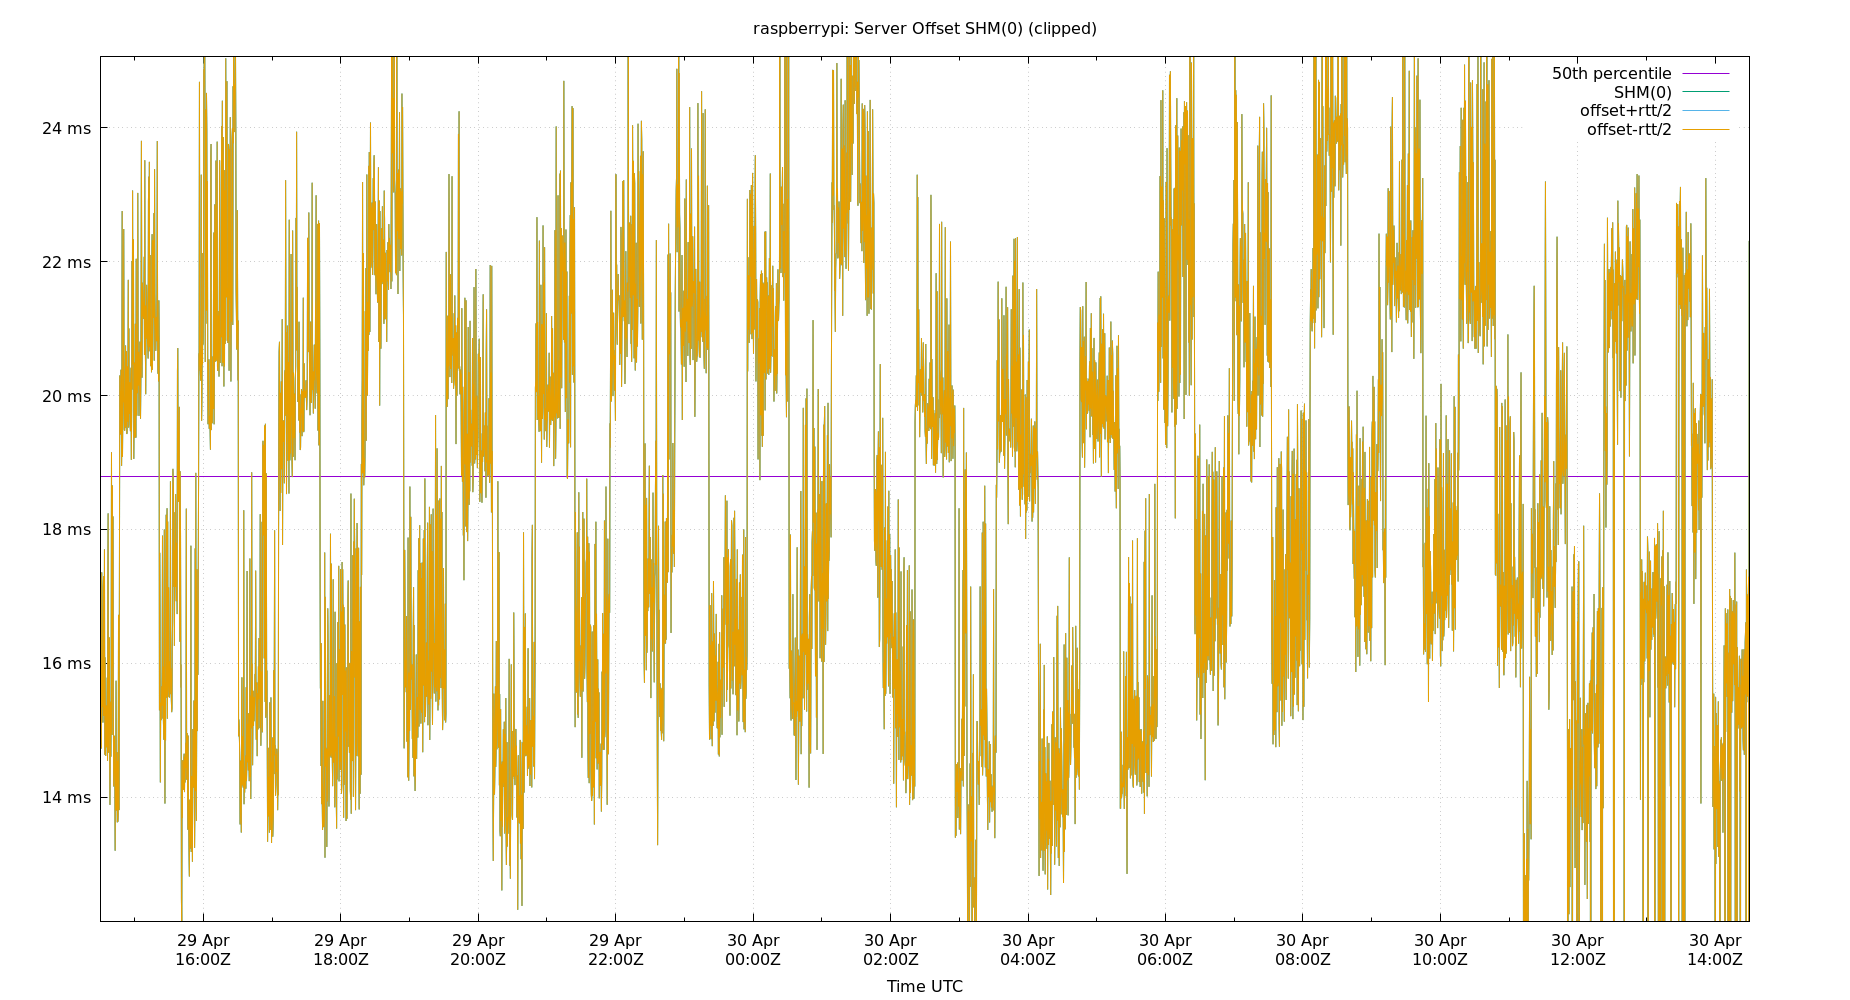 raspberrypi: Server Offset SHM(0) (clipped)
50th percentile
SHM(0)
offset+rtt/2
offset-rtt/2
24 ms
22 ms
20 ms
18 ms
16 ms
14 ms
29 Apr 29 Apr 29 Apr 29 Apr 30 Apr 30 Apr 30 Apr 30 Apr 30 Apr 30 Apr 30 Apr 30 Apr
16:00Z 18:00Z 20:00Z 22:00Z 00:00Z 02:00Z 04:00Z 06:00Z 08:00Z 10:00Z 12:00Z 14:00Z
Time UTC